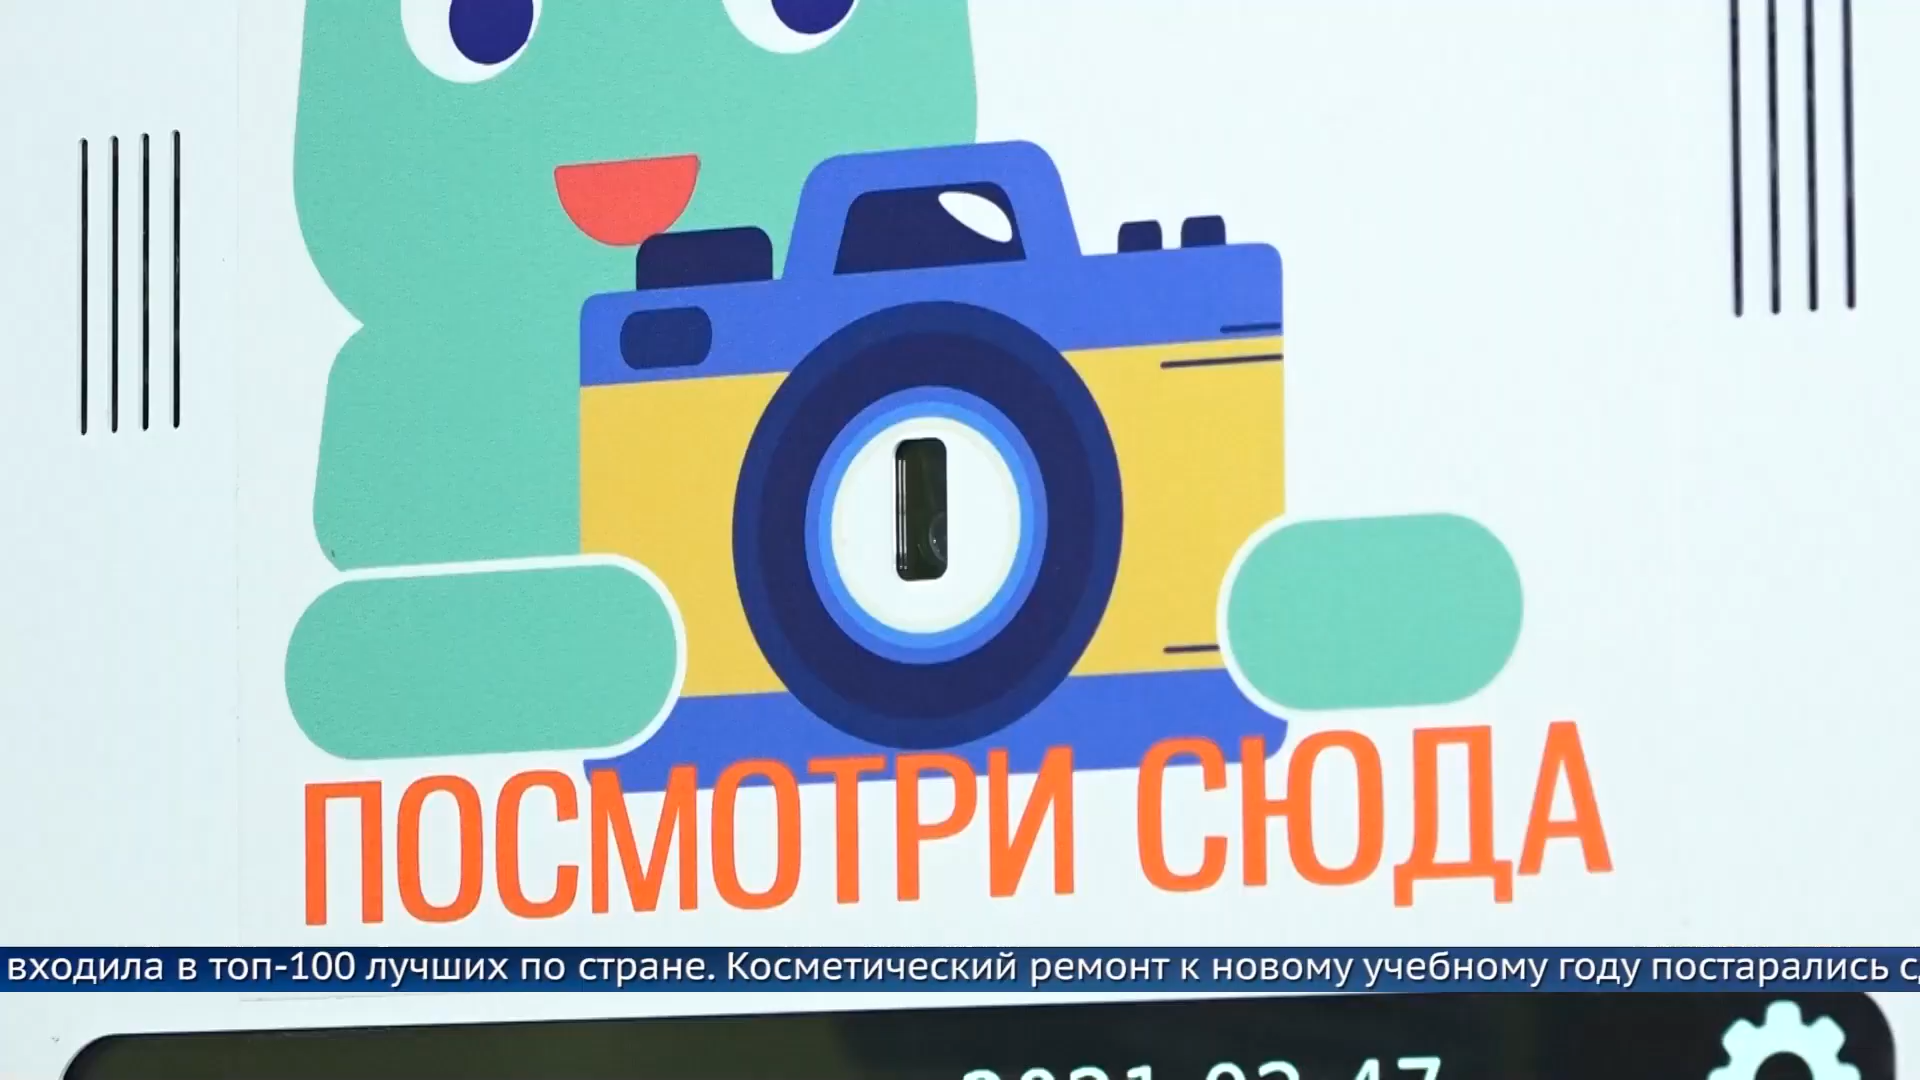 ПОСМОТРИ СЮДА
входила в топ-100 лучших по стране. Косметический ремонт к новому учебному году постарались